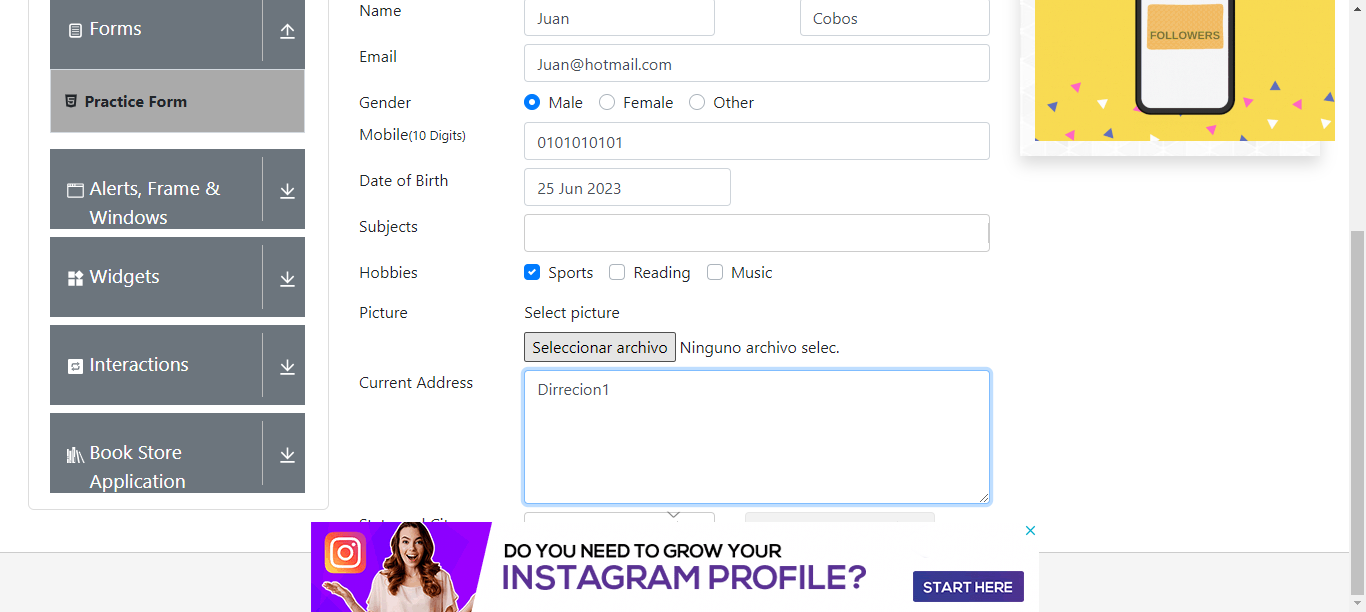 Forms
Practice Form
Alerts, Frame &
Windows
Widgets
Interactions
Book Store
Application
Name
Juan
Cobos
Email
Juan@hotmail.com
Gender
Male
Female
Other
Mobile(10 Digits)
0101010101
Date of Birth
25 Jun 2023
Subjects
Hobbies
Sports
Reading
Music
Picture
Select picture
Seleccionar archivo Ninguno archivo selec.
Current Address
Dirrecion1
FOLLOWERS
DO YOU NEED TO GROW YOUR
INSTAGRAM PROFILE?
START HERE